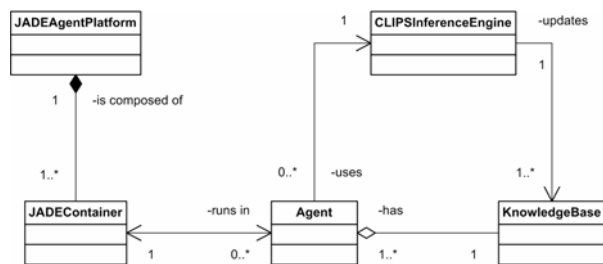 JADEAgentPlatform
CLIPSInferenceEngine
1
-updates
1
-is composed of
1
1..*
0..*
-uses
1..*
JADEContainer
-runs in
Agent
-has
KnowledgeBase
1
0..*
1..*
1